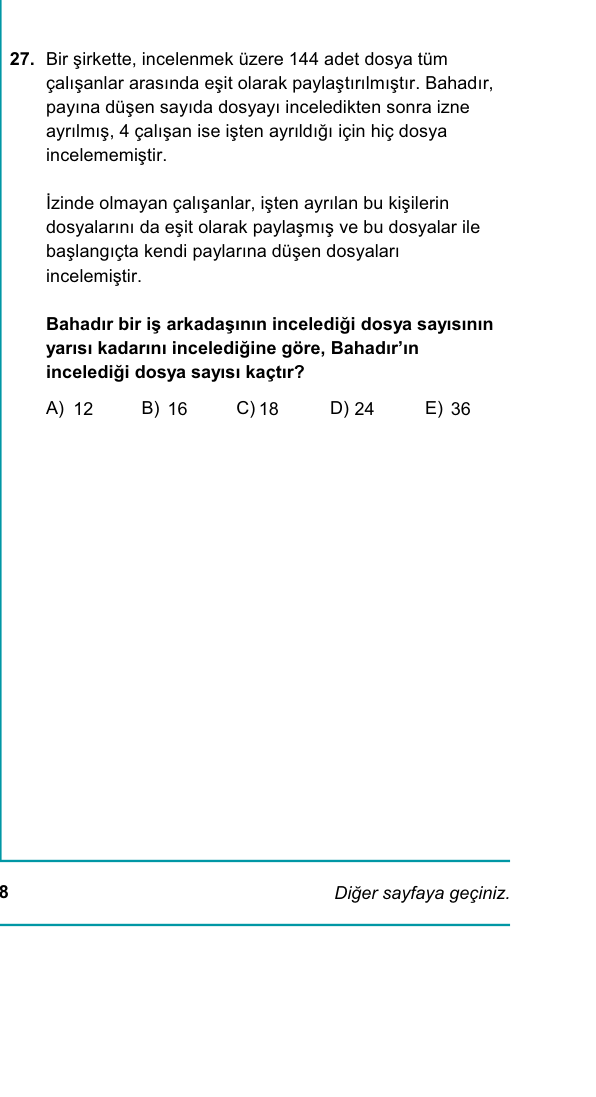 27. Bir şirkette, incelenmek üzere 144 adet dosya tüm
çalışanlar arasında eşit olarak paylaştırılmıştır. Bahadır,
payına düşen sayıda dosyayı inceledikten sonra izne
ayrılmış, 4 çalışan ise işten ayrıldığı için hiç dosya
incelememiştir.
İzinde olmayan çalışanlar, işten ayrılan bu kişilerin
dosyalarını da eşit olarak paylaşmış ve bu dosyalar ile
başlangıçta kendi paylarına düşen dosyaları
incelemiştir.
Bahadır bir iş arkadaşının incelediği dosya sayısının
yarısı kadarını incelediğine göre, Bahadır’ın
incelediği dosya sayısı kaçtır?
A) 12 B) 16 C) 18 D) 24 E) 36
8 Diğer sayfaya geçiniz.